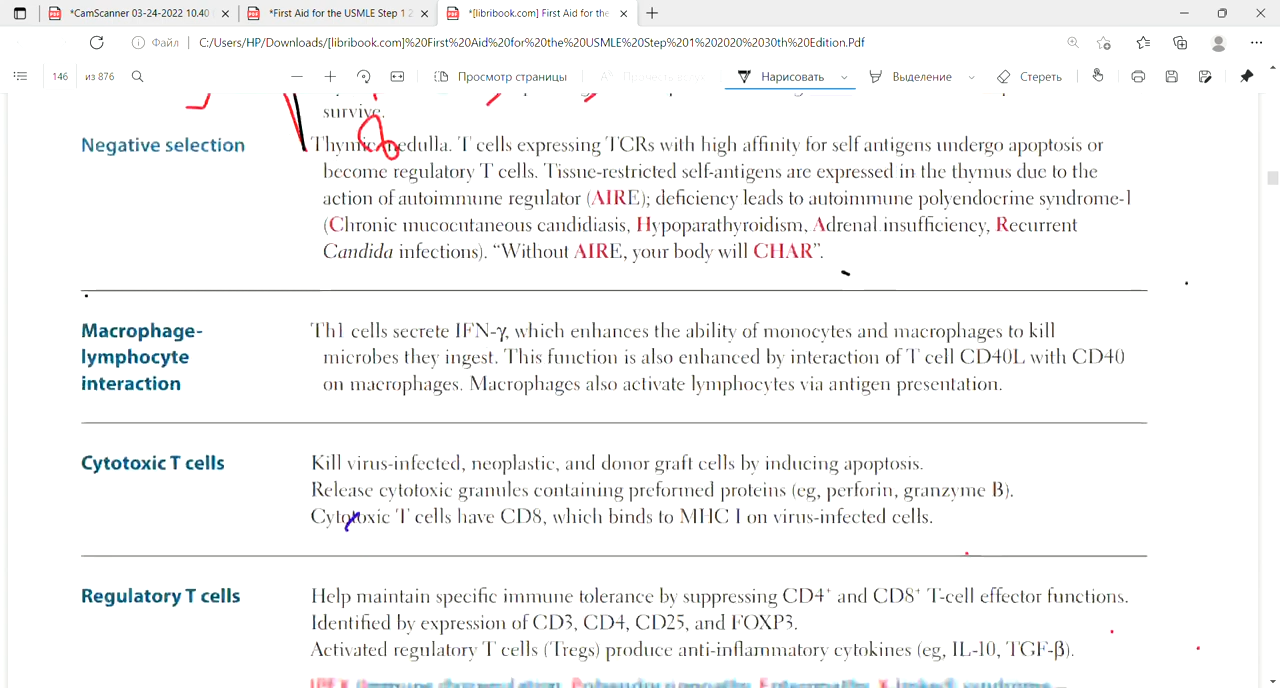 *CamScanner 03-24-2022 10.40
*First Aid for the USMLE Step 1 2
*[libribook.com] First Aid for the
Файл
C:/Users/HP/Downloads/[libribook.com]%20First%20Aid%20for%20the%20USMLE%20Step%201%202020%2030th%20Edition.Pdf
146 из 876
Просмотр страницы
Нарисовать
Выделение
Стереть
survive.
Negative selection
Thymic medulla. T cells expressing TCRs with high affinity for self antigens undergo apoptosis or
become regulatory T cells. Tissue-restricted self-antigens are expressed in the thymus due to the
action of autoimmune regulator (AIRE); deficiency leads to autoimmune polyendocrine syndrome-1
(Chronic mucocutaneous candidiasis, Hypoparathyroidism, Adrenal insufficiency, Recurrent
Candida infections). “Without AIRE, your body will CHAR”.
Macrophage-
lymphocyte
interaction
Th1 cells secrete IFN-γ, which enhances the ability of monocytes and macrophages to kill
microbes they ingest. This function is also enhanced by interaction of T cell CD40L with CD40
on macrophages. Macrophages also activate lymphocytes via antigen presentation.
Cytotoxic T cells
Kill virus-infected, neoplastic, and donor graft cells by inducing apoptosis.
Release cytotoxic granules containing preformed proteins (eg, perforin, granzyme B).
Cytotoxic T cells have CD8, which binds to MHC I on virus-infected cells.
Regulatory T cells
Help maintain specific immune tolerance by suppressing CD4⁺ and CD8⁺ T-cell effector functions.
Identified by expression of CD3, CD4, CD25, and FOXP3.
Activated regulatory T cells (Tregs) produce anti-inflammatory cytokines (eg, IL-10, TGF-β).